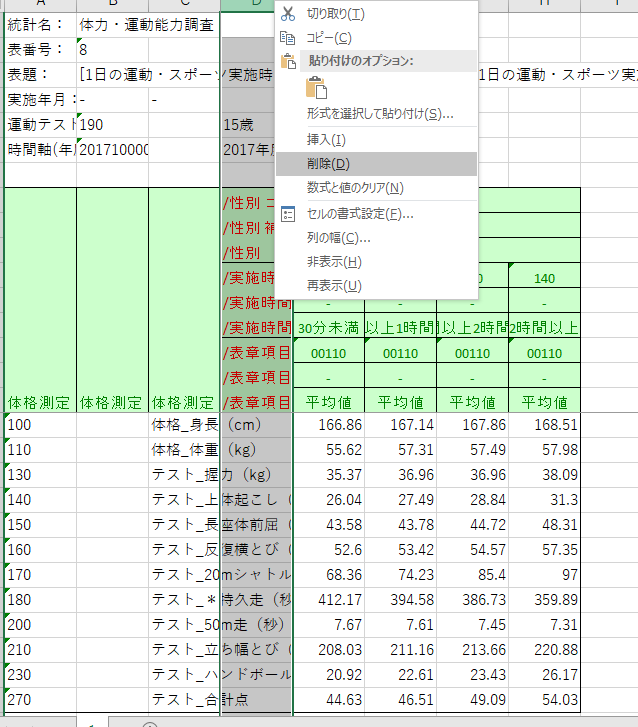 A B C D H
統計名： 体力・運動能力調査
表番号： 8
表題： [1日の運動・スポーツ実施時 1日の運動・スポーツ実
実施年月： - -
運動テスト 190 15歳
時間軸(年 201710000 2017年
切り取り(T)
コピー(C)
貼り付けのオプション:
形式を選択して貼り付け(S)...
挿入(I)
削除(D)
数式と値のクリア(N)
セルの書式設定(F)...
列の幅(C)...
非表示(H)
再表示(U)
/性別 コ
/性別 補
/性別
/実施時 0 140
/実施時間 - - - -
/実施時間 30分未満 以上1時間 以上2時間 2時間以上
/表章項目 00110 00110 00110 00110
/表章項目 - - - -
体格測定 体格測定 体格測定 /表章項目 平均値 平均値 平均値 平均値
100 体格_身長（cm） 166.86 167.14 167.86 168.51
110 体格_体重（kg） 55.62 57.31 57.49 57.98
130 テスト_握力（kg） 35.37 36.96 36.96 38.09
140 テスト_上体起こし（ 26.04 27.49 28.84 31.3
150 テスト_長座体前屈（ 43.58 43.78 44.72 48.31
160 テスト_反復横とび（ 52.6 53.42 54.57 57.35
170 テスト_20mシャトル 68.36 74.23 85.4 97
180 テスト_＊持久走（秒 412.17 394.58 386.73 359.89
200 テスト_50m走（秒） 7.67 7.61 7.45 7.31
210 テスト_立ち幅とび（ 208.03 211.16 213.66 220.88
230 テスト_ハンドボール 20.92 22.61 23.43 26.17
270 テスト_合計点 44.63 46.51 49.09 54.03